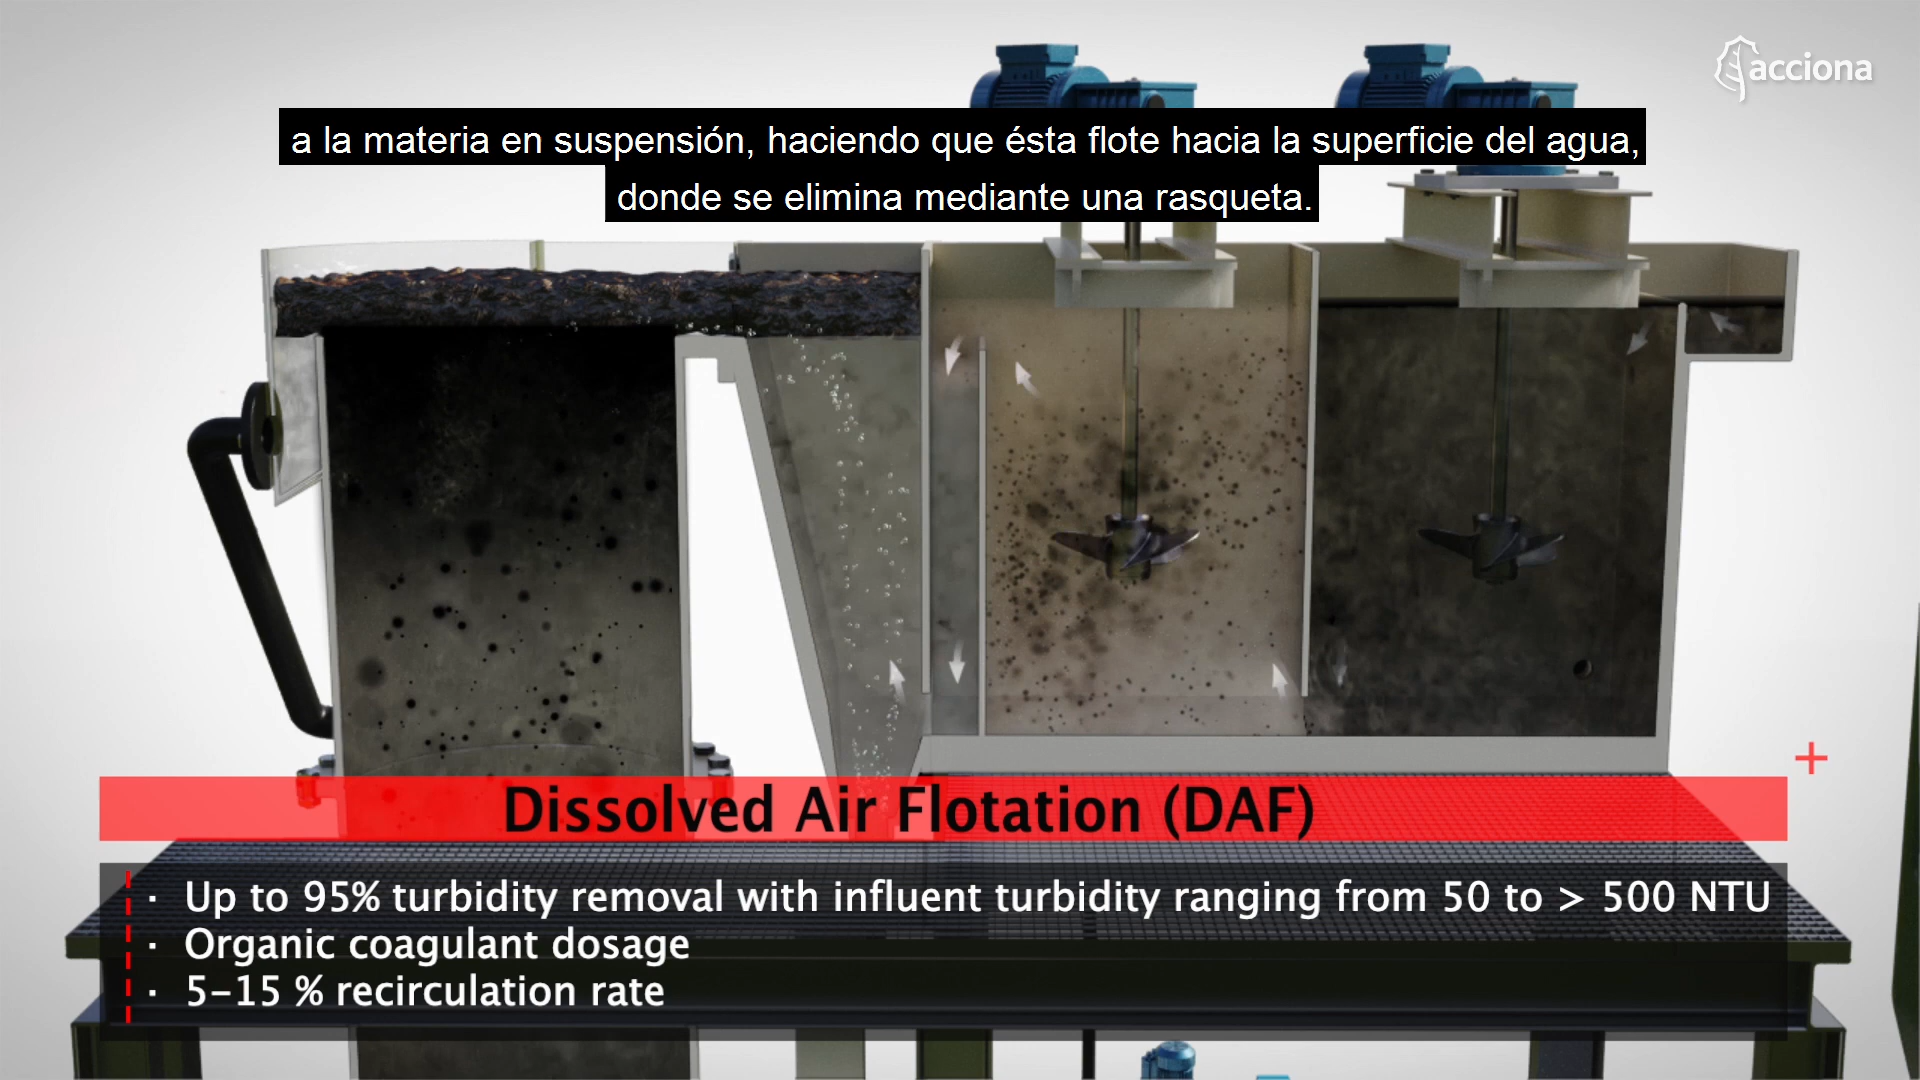 acciona
a la materia en suspensión, haciendo que ésta flote hacia la superficie del agua,
donde se elimina mediante una rasqueta.
Dissolved Air Flotation (DAF)
· Up to 95% turbidity removal with influent turbidity ranging from 50 to > 500 NTU
· Organic coagulant dosage
· 5-15 % recirculation rate